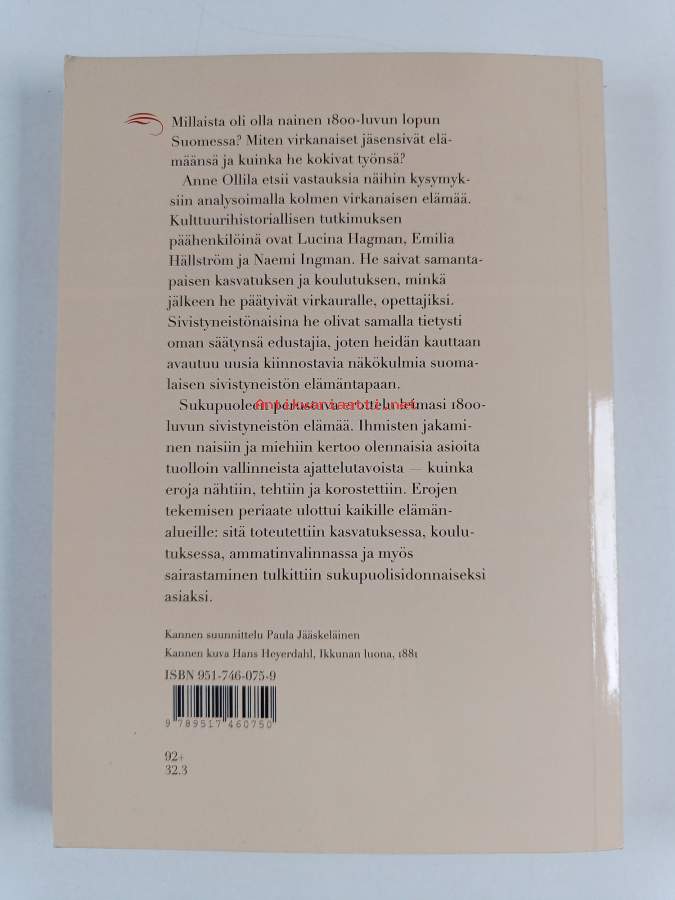 Millaista oli olla nainen 1800-luvun lopun
Suomessa? Miten virkanaiset jäsensivät elä-
määnsä ja kuinka he kokivat työnsä?
Anne Ollila etsii vastauksia näihin kysymyk-
siin analysoimalla kolmen virkanaisen elämää.
Kulttuurihistoriallisen tutkimuksen
päähenkilöinä ovat Lucina Hagman, Emilia
Hällström ja Naemi Ingman. He saivat samanta-
paisen kasvatuksen ja koulutuksen, minkä
jälkeen he päätyivät virkauralle, opettajiksi.
Sivistyneistönaisina he olivat samalla tietysti
oman säätynsä edustajia, joten heidän kauttaan
avautuu uusia kiinnostavia näkökulmia suoma-
laisen sivistyneistön elämäntapaan.
Sukupuoleen perustuva erottelu leimasi 1800-
Antikvariaatti.net
luvun sivistyneistön elämää. Ihmisten jakami-
nen naisiin ja miehiin kertoo olennaisia asioita
tuolloin vallinneista ajattelutavoista — kuinka
eroja nähtiin, tehtiin ja korostettiin. Erojen
tekemisen periaate ulottui kaikille elämän-
alueille: sitä toteutettiin kasvatuksessa, koulu-
tuksessa, ammatinvalinnassa ja myös
sairastaminen tulkittiin sukupuolisidonnaiseksi
asiaksi.
Kannen suunnittelu Paula Jääskeläinen
Kannen kuva Hans Heyerdahl, Ikkunan luona, 1881
ISBN 951-746-075-9
9 789517 460750
92+
32.3